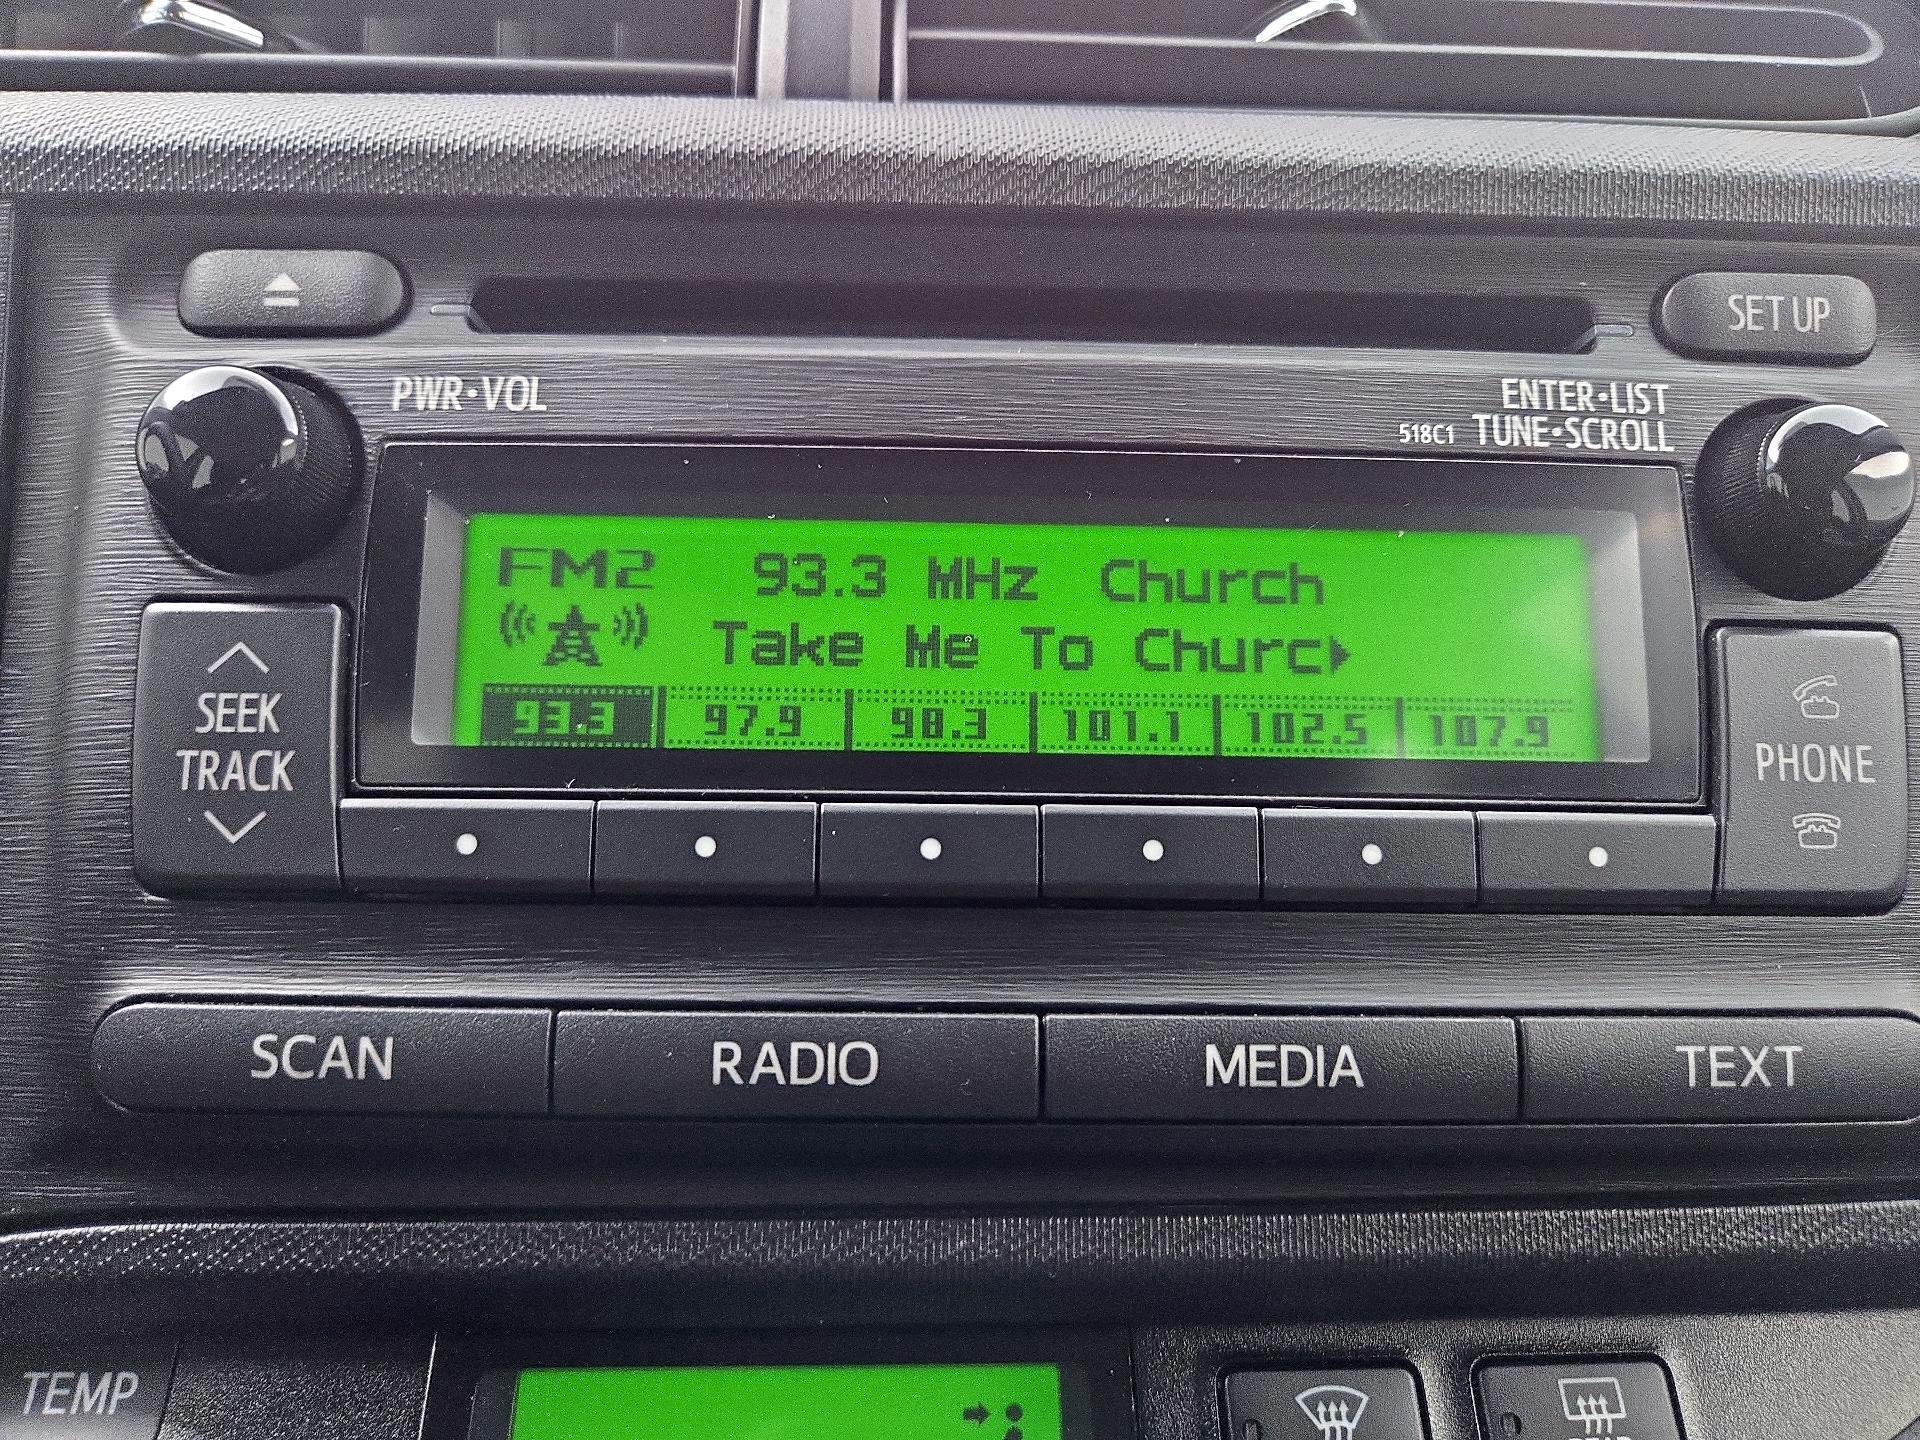 SET UP
PWR•VOL
ENTER•LIST
518C1 TUNE•SCROLL
FM2 93.3 MHz Church
Take Me To Churc
93.3 97.9 98.3 101.1 102.5 107.9
SEEK
TRACK
PHONE
SCAN RADIO MEDIA TEXT
TEMP